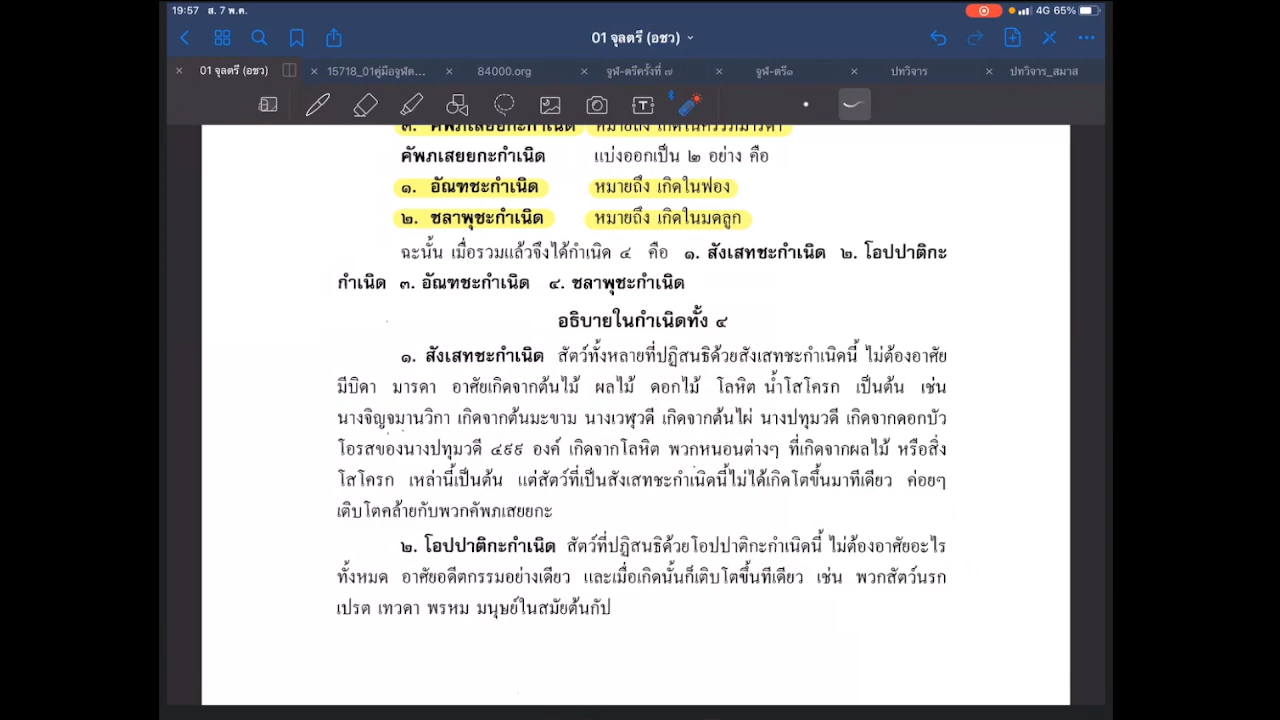 19:57 ส. 7 พ.ค.
4G 65%
01 จุลตรี (อชว)
01 จุลตรี (อชว)
15718_01คู่มือจูฬัต...
84000.org
จูฬ-ตรีครั้งที่ ๗
จูฬ-ตรี๑
ปทวิจาร
ปทวิจาร_สมาส
๓. คัพภเสยยกะกำเนิด หมายถึง เกิดในครรภ์มารดา
คัพภเสยยกะกำเนิด แบ่งออกเป็น ๒ อย่าง คือ
๑. อัณฑชะกำเนิด หมายถึง เกิดในฟอง
๒. ชลาพุชะกำเนิด หมายถึง เกิดในมดลูก
ฉะนั้น เมื่อรวมแล้วจึงได้กำเนิด ๔ คือ ๑. สังเสทชะกำเนิด ๒. โอปปาติกะ
กำเนิด ๓. อัณฑชะกำเนิด ๔. ชลาพุชะกำเนิด
อธิบายในกำเนิดทั้ง ๔
๑. สังเสทชะกำเนิด สัตว์ทั้งหลายที่ปฏิสนธิด้วยสังเสทชะกำเนิดนี้ ไม่ต้องอาศัย
มีบิดา มารดา อาศัยเกิดจากต้นไม้ ผลไม้ ดอกไม้ โลหิต น้ำโสโครก เป็นต้น เช่น
นางจิญจมานวิกา เกิดจากต้นมะขาม นางเวฬุวดี เกิดจากต้นไผ่ นางปทุมวดี เกิดจากดอกบัว
โอรสของนางปทุมวดี ๔๙๙ องค์ เกิดจากโลหิต พวกหนอนต่างๆ ที่เกิดจากผลไม้ หรือสิ่ง
โสโครก เหล่านี้เป็นต้น แต่สัตว์ที่เป็นสังเสทชะกำเนิดนี้ไม่ได้เกิดโตขึ้นมาทีเดียว ค่อยๆ
เติบโตคล้ายกับพวกคัพภเสยยกะ
๒. โอปปาติกะกำเนิด สัตว์ที่ปฏิสนธิด้วยโอปปาติกะกำเนิดนี้ ไม่ต้องอาศัยอะไร
ทั้งหมด อาศัยอดีตกรรมอย่างเดียว และเมื่อเกิดนั้นก็เติบโตขึ้นทีเดียว เช่น พวกสัตว์นรก
เปรต เทวดา พรหม มนุษย์ในสมัยต้นกัป